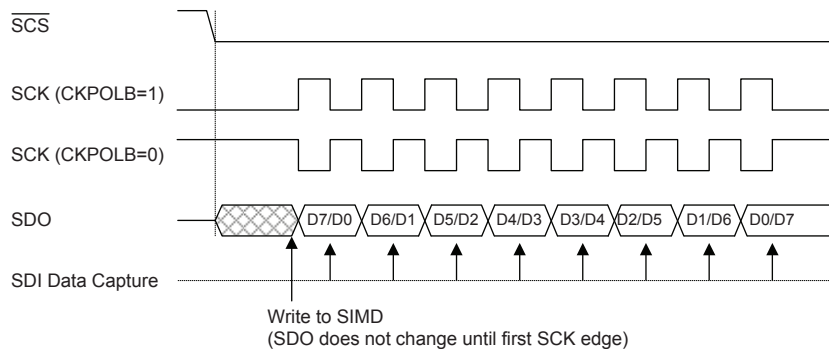 SCS
SCK (CKPOLB=1)
SCK (CKPOLB=0)
SDO
D7/D0 D6/D1 D5/D2 D4/D3 D3/D4 D2/D5 D1/D6 D0/D7
SDI Data Capture
Write to SIMD
(SDO does not change until first SCK edge)